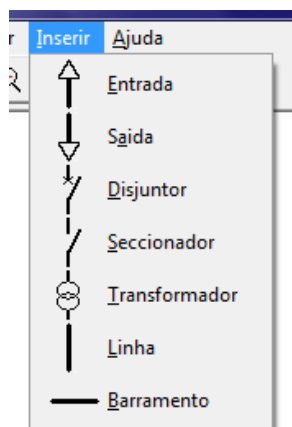 r Inserir Ajuda
Entrada
Saida
Disjuntor
Seccionador
Transformador
Linha
Barramento